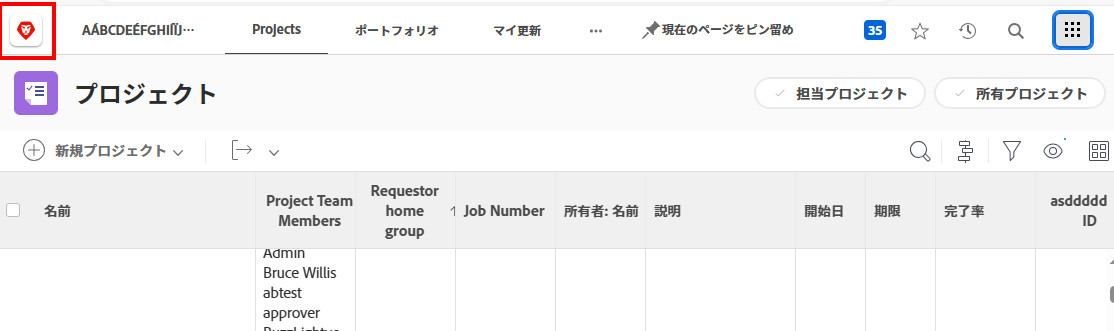 AÁBCDEÉFGHIÍÏJ···
Projects
ポートフォリオ
マイ更新
現在のページをピン留め
35
プロジェクト
担当プロジェクト
所有プロジェクト
新規プロジェクト
名前
Project Team
Members
Requestor
home
group
Job Number
所有者: 名前
説明
開始日
期限
完了率
asddddd
ID
Admin
Bruce Willis
abtest
approver